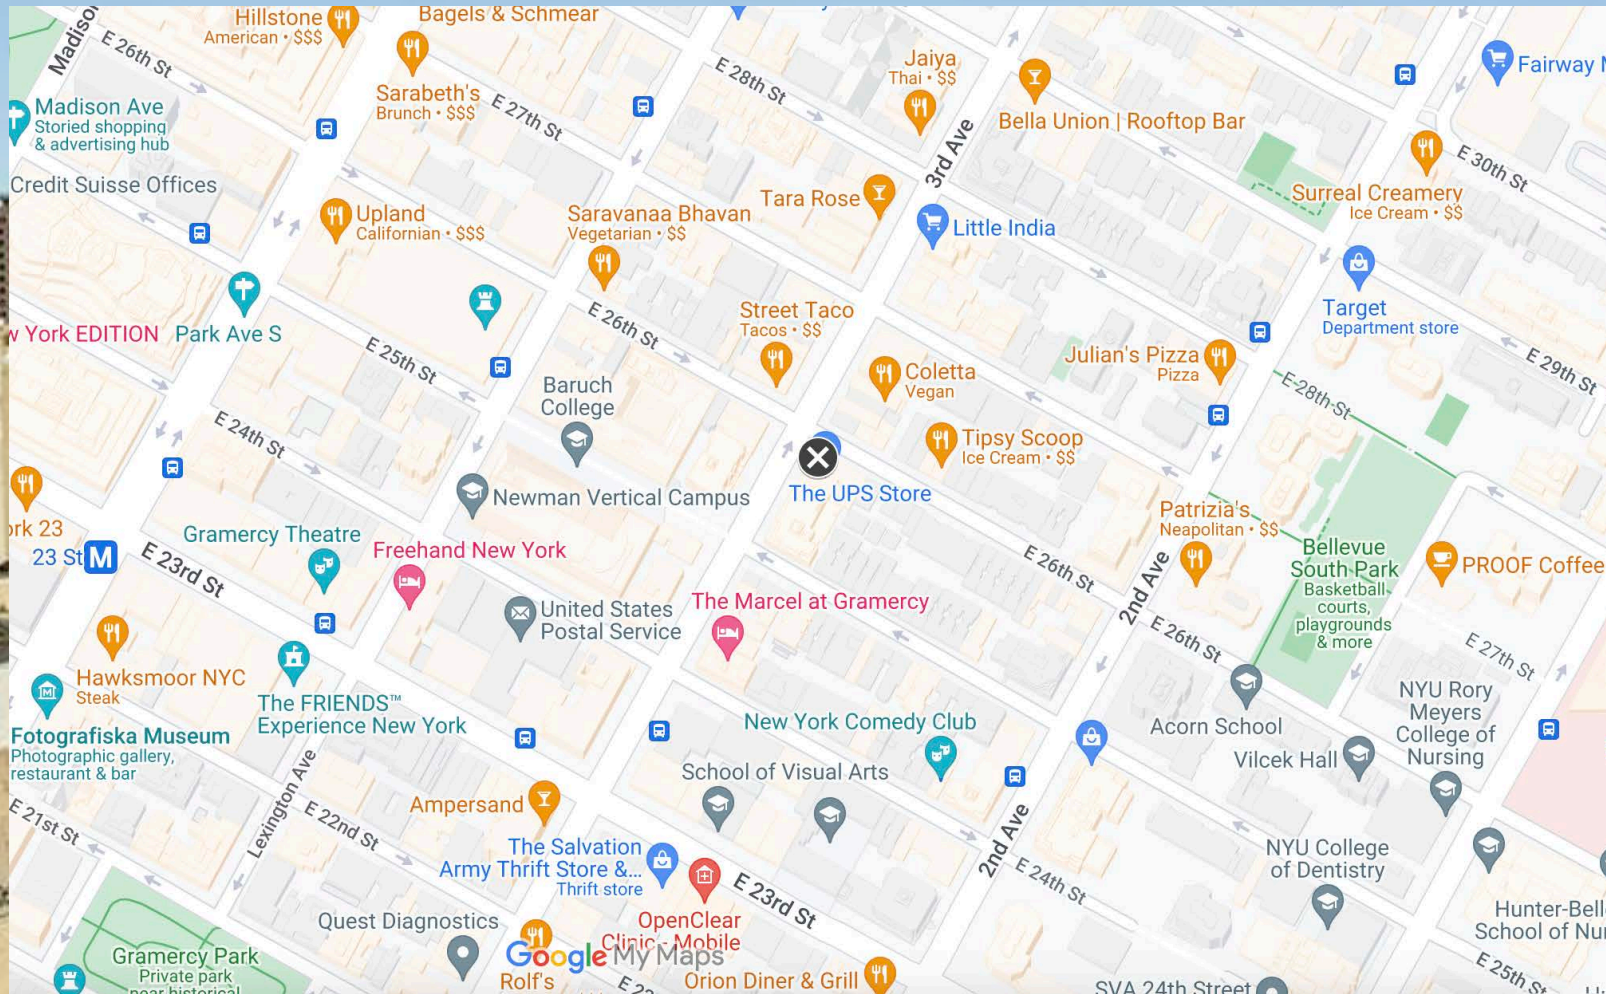 Hillstone
American • $$$
Bagels & Schmear
Madison
E 26th St
Jaiya
Thai • $$
Fairway
E 28th St
Sarabeth's
Brunch • $$$
E 27th St
Madison Ave
Storied shopping
& advertising hub
Bella Union | Rooftop Bar
3rd Ave
E 30th St
Credit Suisse Offices
Surreal Creamery
Ice Cream • $$
Tara Rose
Upland
Californian • $$$
Saravanaa Bhavan
Vegetarian • $$
Little India
Street Taco
Tacos • $$
Target
Department store
York EDITION
Park Ave S
E 26th St
E 25th St
Julian's Pizza
Pizza
E 29th St
Coletta
Vegan
Baruch
College
E 28th St
E 24th St
Tipsy Scoop
Ice Cream • $$
Newman Vertical Campus
The UPS Store
Patrizia's
Neapolitan • $$
rk 23
23 St
M
Gramercy Theatre
E 23rd St
Freehand New York
E 26th St
2nd Ave
Bellevue
South Park
Basketball
courts,
playgrounds
& more
PROOF Coffee
United States
Postal Service
The Marcel at Gramercy
E 26th St
E 27th St
Hawksmoor NYC
Steak
The FRIENDS™
Experience New York
Fotografiska Museum
Photographic gallery,
restaurant & bar
New York Comedy Club
Acorn School
NYU Rory
Meyers
College of
Nursing
Vilcek Hall
School of Visual Arts
Lexington Ave
Ampersand
E 21st St
E 22nd St
2nd Ave
The Salvation
Army Thrift Store &...
Thrift store
E 23rd St
E 24th St
NYU College
of Dentistry
Quest Diagnostics
OpenClear
Clinic - Mobile
Hunter-Bell
School of Nu
Gramercy Park
Private park
near historical
Google My Maps
Rolf's
E 22
Orion Diner & Grill
SVA 24th Street
E 25th St